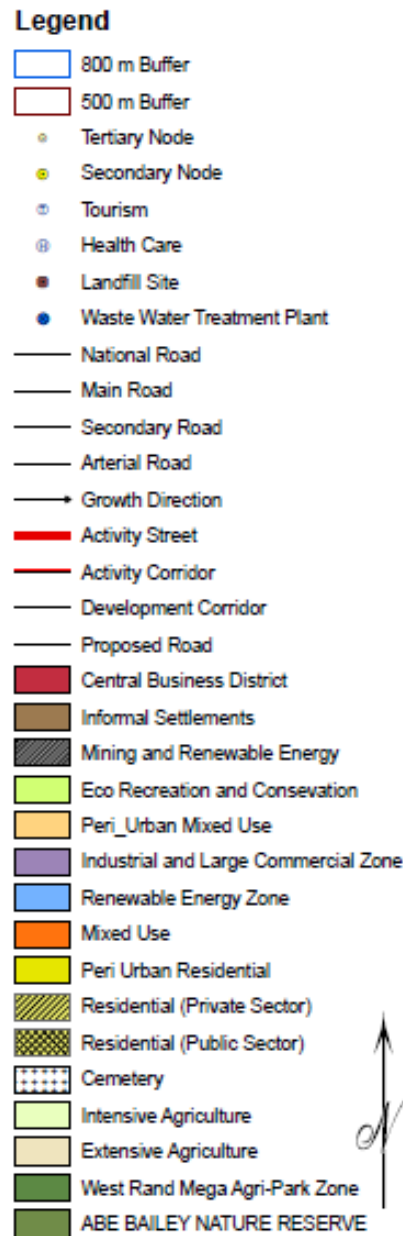 Legend
800 m Buffer
500 m Buffer
Tertiary Node
Secondary Node
Tourism
Health Care
Landfill Site
Waste Water Treatment Plant
National Road
Main Road
Secondary Road
Arterial Road
Growth Direction
Activity Street
Activity Corridor
Development Corridor
Proposed Road
Central Business District
Informal Settlements
Mining and Renewable Energy
Eco Recreation and Consevation
Peri_Urban Mixed Use
Industrial and Large Commercial Zone
Renewable Energy Zone
Mixed Use
Peri Urban Residential
Residential (Private Sector)
Residential (Public Sector)
Cemetery
Intensive Agriculture
Extensive Agriculture
West Rand Mega Agri-Park Zone
ABE BAILEY NATURE RESERVE
N